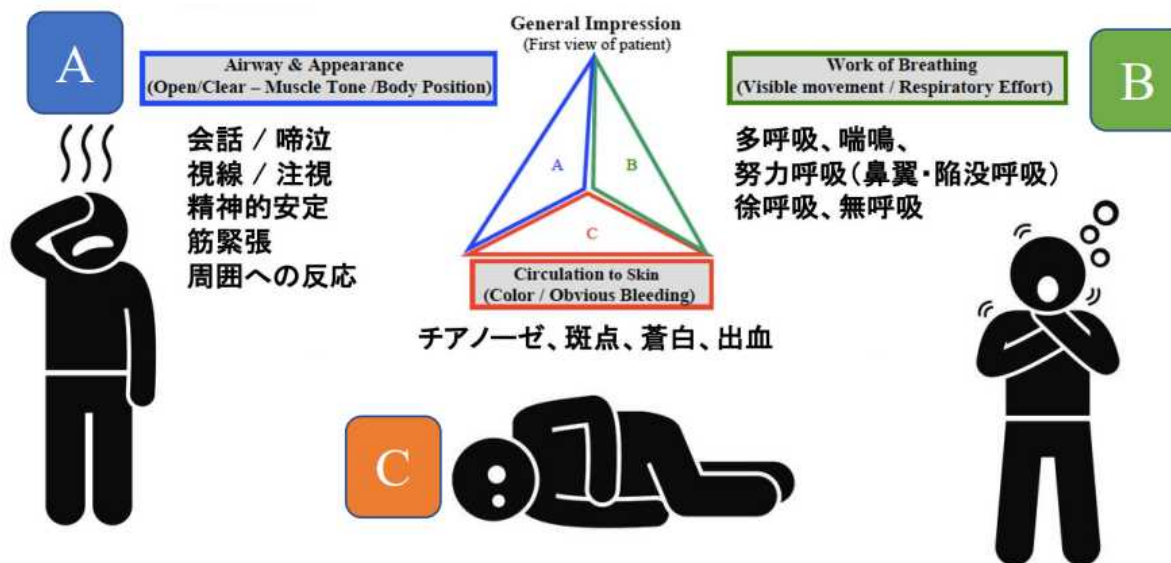 A
General Impression
(First view of patient)
Airway & Appearance
(Open/Clear – Muscle Tone /Body Position)
会話 / 啼泣
視線 / 注視
精神的安定
筋緊張
周囲への反応
Work of Breathing
(Visible movement / Respiratory Effort)
B
多呼吸、喘鳴、
努力呼吸(鼻翼・陥没呼吸)
徐呼吸、無呼吸
A
B
C
Circulation to Skin
(Color / Obvious Bleeding)
チアノーゼ、斑点、蒼白、出血
C